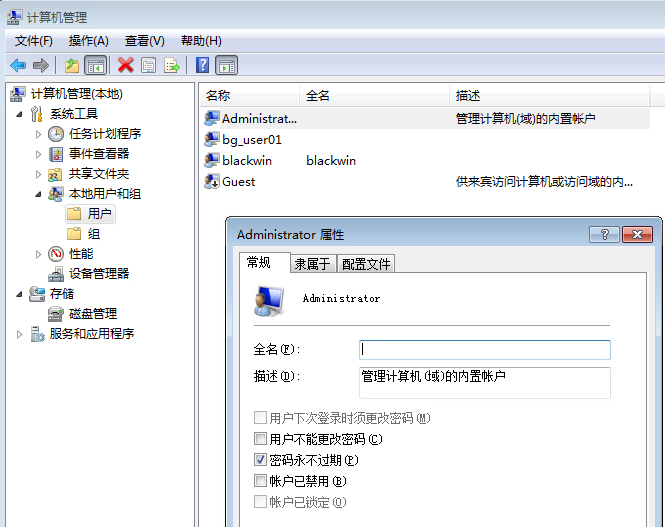 计算机管理
文件(F) 操作(A) 查看(V) 帮助(H)
计算机管理(本地)
系统工具
任务计划程序
事件查看器
共享文件夹
本地用户和组
用户
组
性能
设备管理器
存储
磁盘管理
服务和应用程序
名称 全名 描述
Administrat... 管理计算机(域)的内置帐户
bg_user01
blackwin blackwin
Guest 供来宾访问计算机或访问域的内...
Administrator 属性
常规 隶属于 配置文件
Administrator
全名(F):
描述(D): 管理计算机(域)的内置帐户
用户下次登录时须更改密码(M)
用户不能更改密码(C)
密码永不过期(P)
帐户已禁用(B)
帐户已锁定(O)